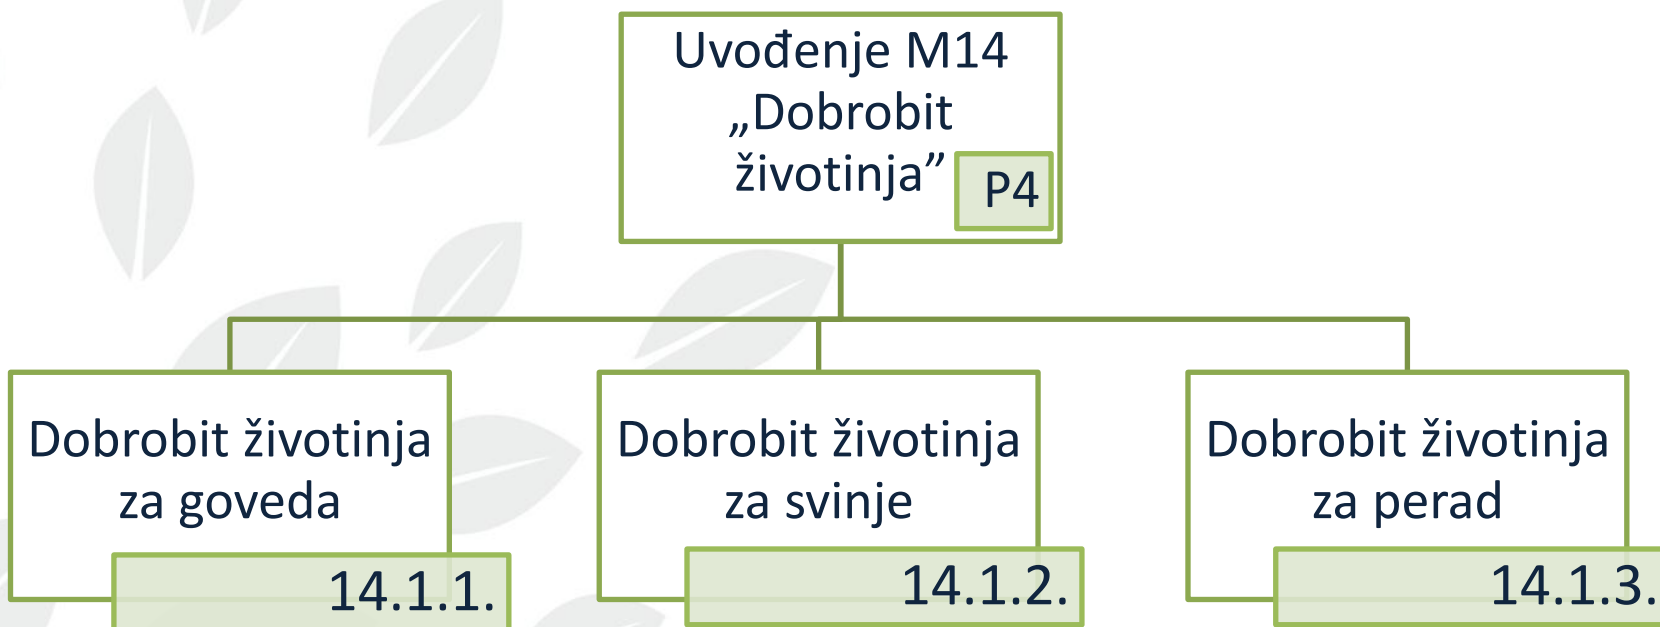 Uvođenje M14
„Dobrobit
životinja”
P4
Dobrobit životinja
za goveda
14.1.1.
Dobrobit životinja
za svinje
14.1.2.
Dobrobit životinja
za perad
14.1.3.